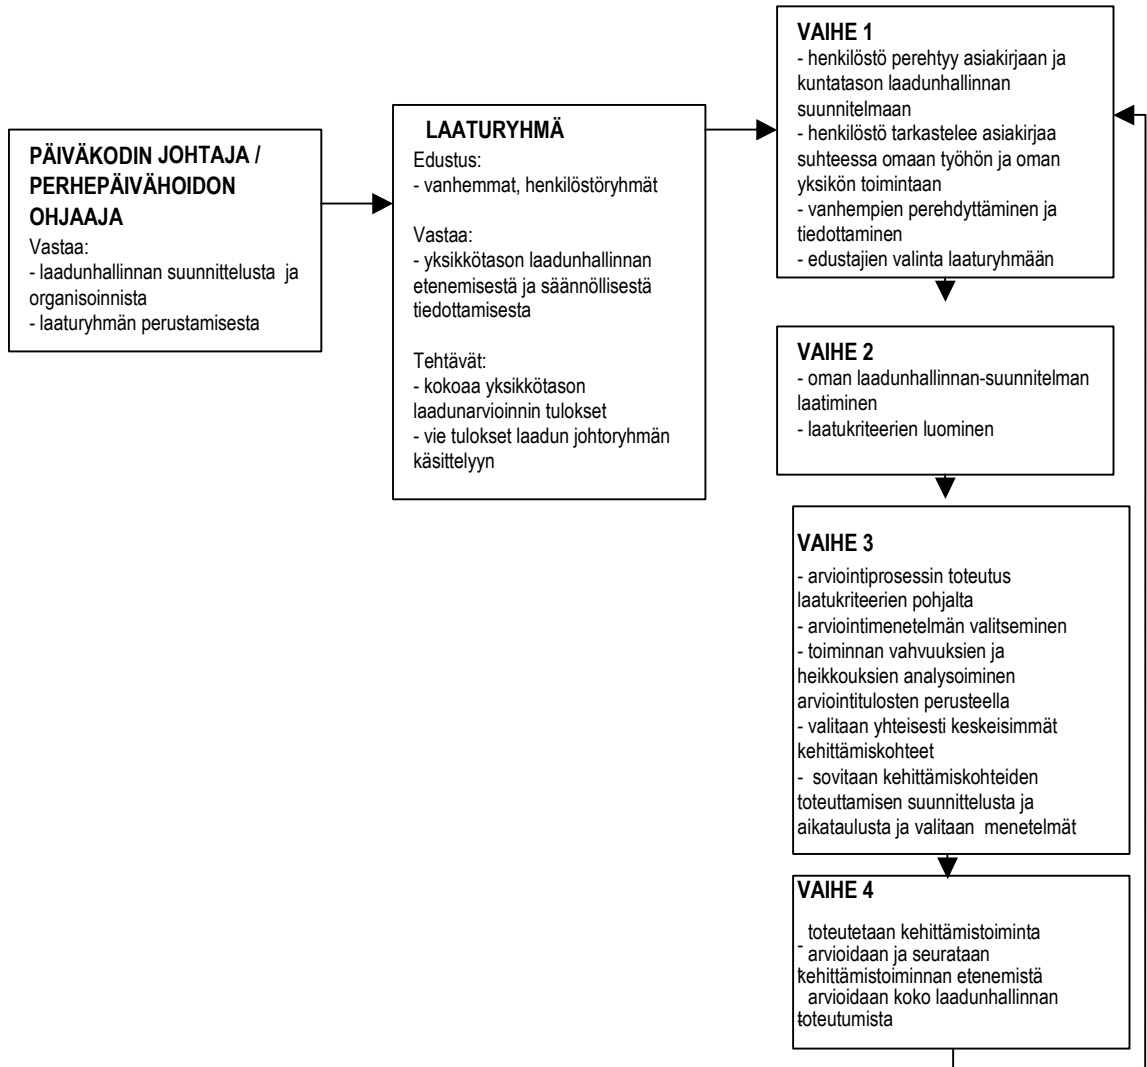 PÄIVÄKODIN JOHTAJA /
PERHEPÄIVÄHOIDON
OHJAAJA
Vastaa:
- laadunhallinnan suunnittelusta ja
organisoinnista
- laaturyhmän perustamisesta
LAATURYHMÄ
Edustus:
- vanhemmat, henkilöstöryhmät
Vastaa:
- yksikkötason laadunhallinnan
etenemisestä ja säännöllisestä
tiedottamisesta
Tehtävät:
- kokoaa yksikkötason
laadunarvioinnin tulokset
- vie tulokset laadun johtoryhmän
käsittelyyn
VAIHE 1
- henkilöstö perehtyy asiakirjaan ja
kuntatason laadunhallinnan
suunnitelmaan
- henkilöstö tarkastelee asiakirjaa
suhteessa omaan työhön ja oman
yksikön toimintaan
- vanhempien perehdyttäminen ja
tiedottaminen
- edustajien valinta laaturyhmään
VAIHE 2
- oman laadunhallinnan-suunnitelman
laatiminen
- laatukriteerien luominen
VAIHE 3
- arviointiprosessin toteutus
laatukriteerien pohjalta
- arviointimenetelmän valitseminen
- toiminnan vahvuuksien ja
heikkouksien analysoiminen
arviointitulosten perusteella
- valitaan yhteisesti keskeisimmät
kehittämiskohteet
- sovitaan kehittämiskohteiden
toteuttamisen suunnittelusta ja
aikataulusta ja valitaan menetelmät
VAIHE 4
- toteutetaan kehittämistoiminta
- arvioidaan ja seurataan
kehittämistoiminnan etenemistä
- arvioidaan koko laadunhallinnan
toteutumista